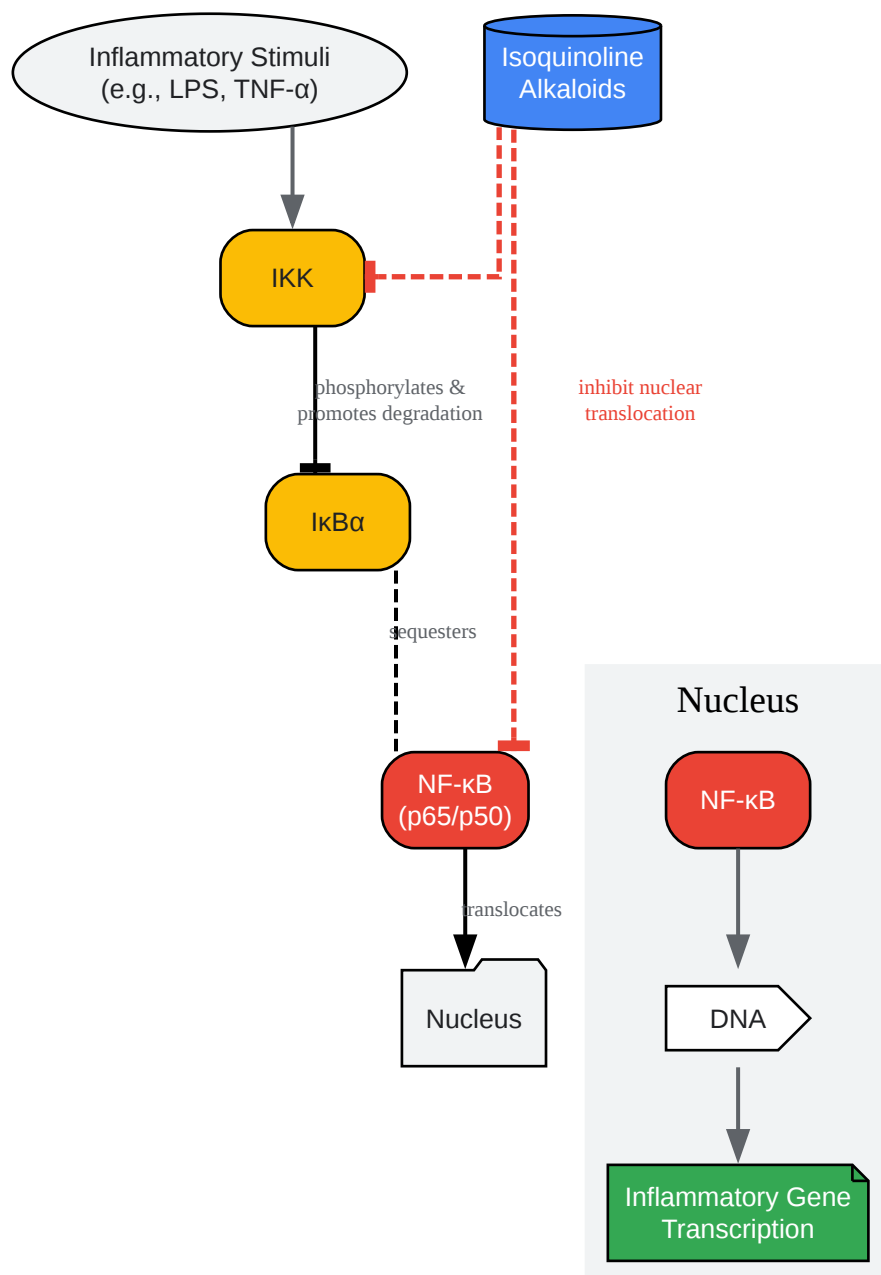 Inflammatory Stimuli
(e.g., LPS, TNF-α)
Isoquinoline
Alkaloids
IKK
phosphorylates &
promotes degradation
inhibit nuclear
translocation
IκBα
sequesters
Nucleus
NF-κB
(p65/p50)
NF-κB
translocates
Nucleus
DNA
Inflammatory Gene
Transcription